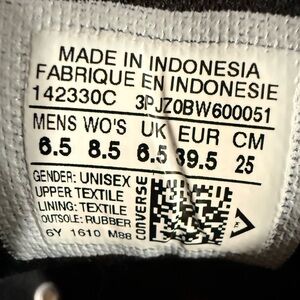 MADE IN INDONESIA
FABRIQUE EN INDONESIE
142330C 3PJZ0BW600051
MENS WO'S UK EUR CM
6.5 8.5 6.5 39.5 25
GENDER: UNISEX
UPPER TEXTILE
LINING: TEXTILE
OUTSOLE: RUBBER
6Y 1610 M88
CONVERSE